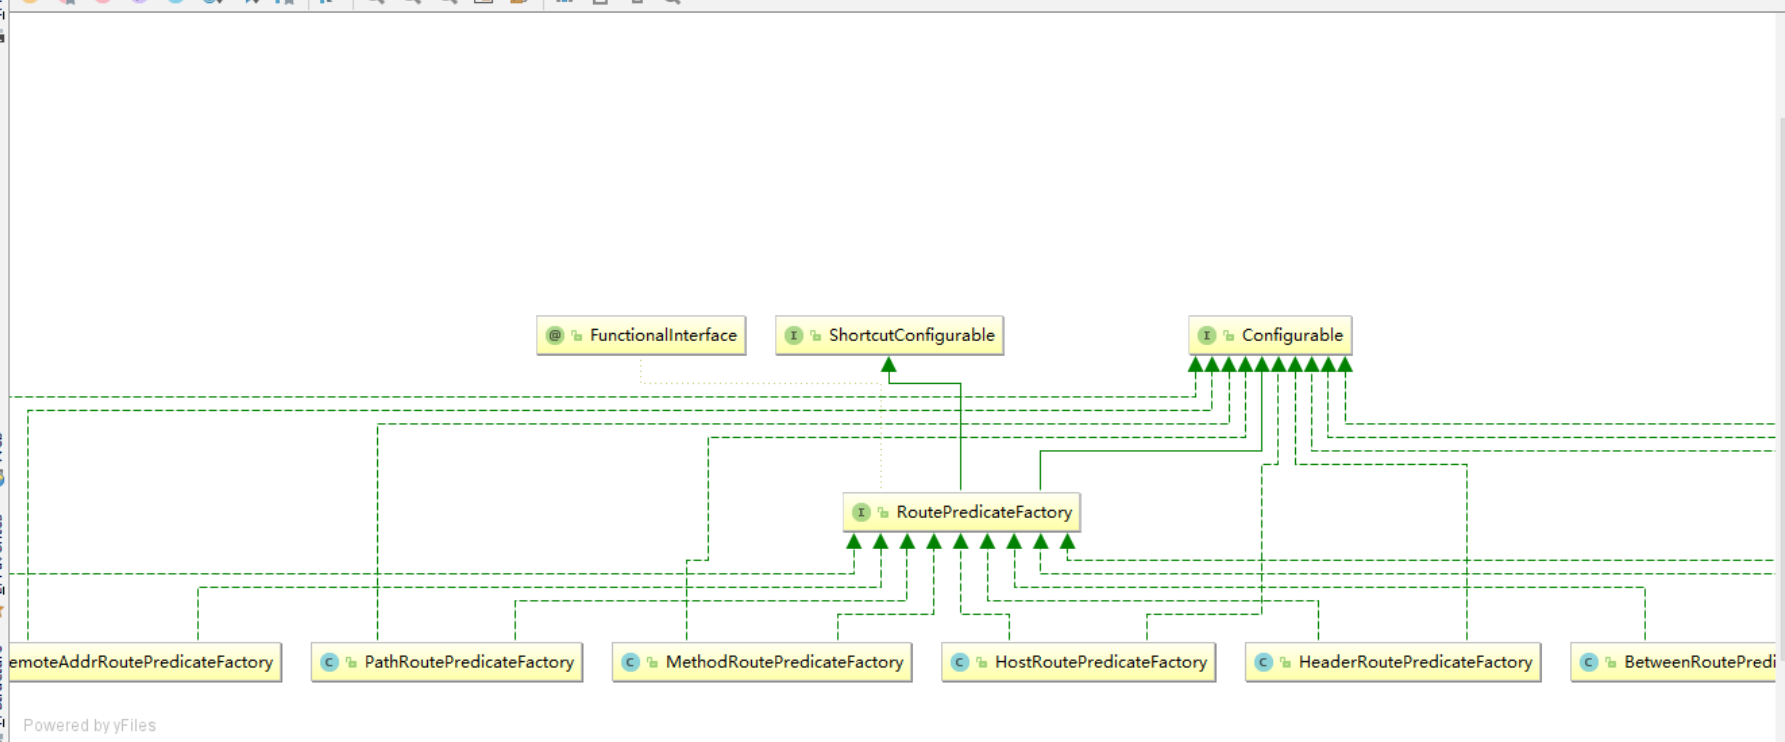 FunctionalInterface
ShortcutConfigurable
Configurable
RoutePredicateFactory
emoteAddrRoutePredicateFactory
PathRoutePredicateFactory
MethodRoutePredicateFactory
HostRoutePredicateFactory
HeaderRoutePredicateFactory
BetweenRoutePredi
Powered by yFiles